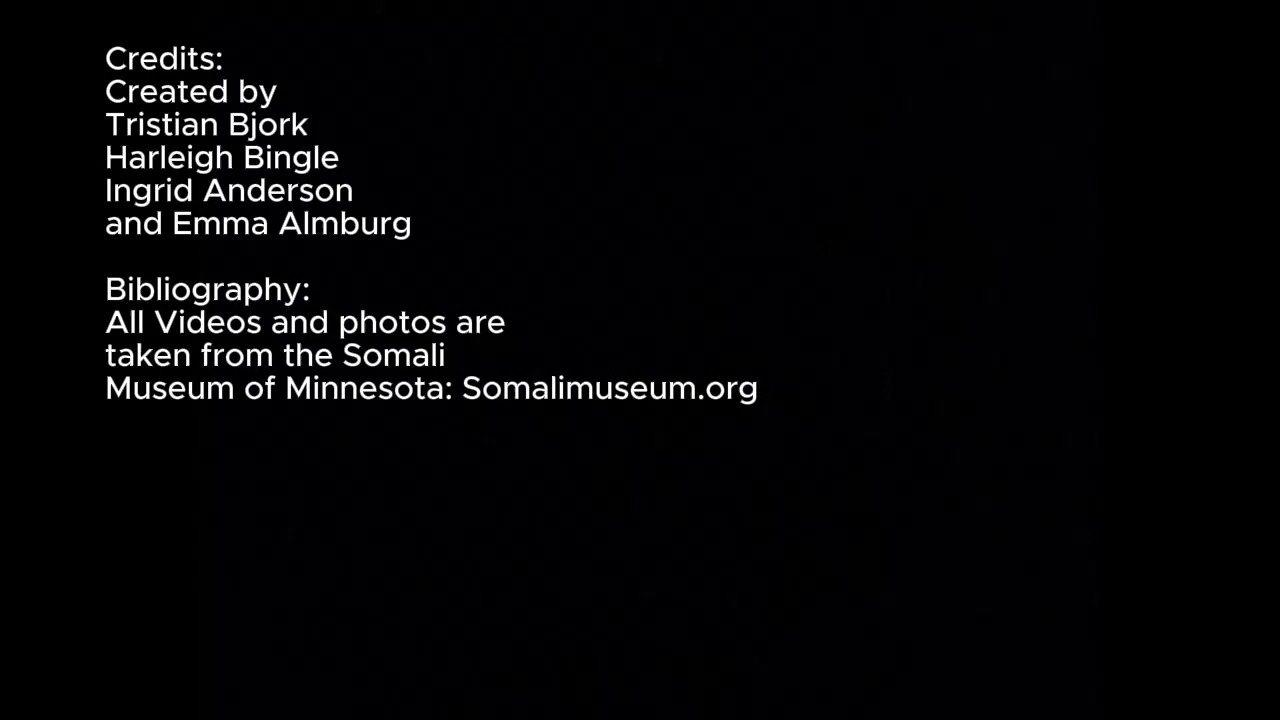 Credits:
Created by
Tristian Bjork
Harleigh Bingle
Ingrid Anderson
and Emma Almburg
Bibliography:
All Videos and photos are
taken from the Somali
Museum of Minnesota: Somalimuseum.org